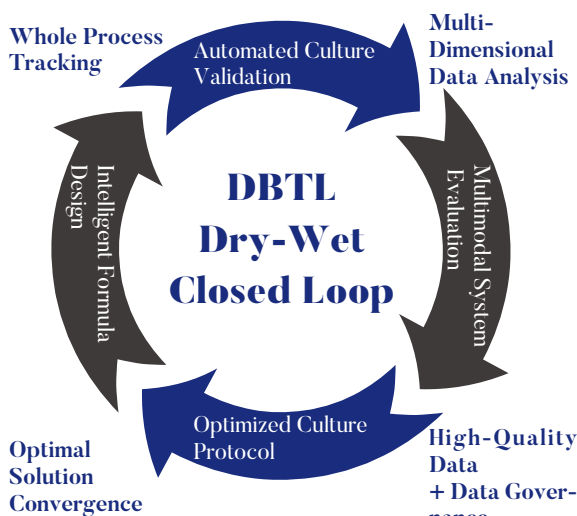 Whole Process
Tracking
Automated Culture
Validation
Multi-
Dimensional
Data Analysis
Intelligent Formula
Design
DBTL
Dry-Wet
Closed Loop
Multimodal System
Evaluation
Optimized Culture
Protocol
Optimal
Solution
Convergence
High-Quality
Data
+ Data Gover-